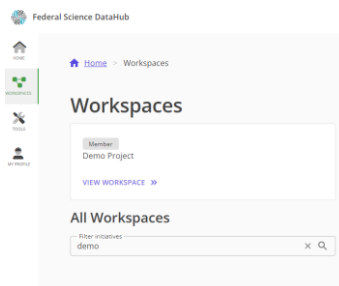 Federal Science DataHub
HOME
Home > Workspaces
WORKSPACES
Workspaces
TOOLS
Member
Demo Project
MY PROFILE
VIEW WORKSPACE »
All Workspaces
Filter initiatives
demo